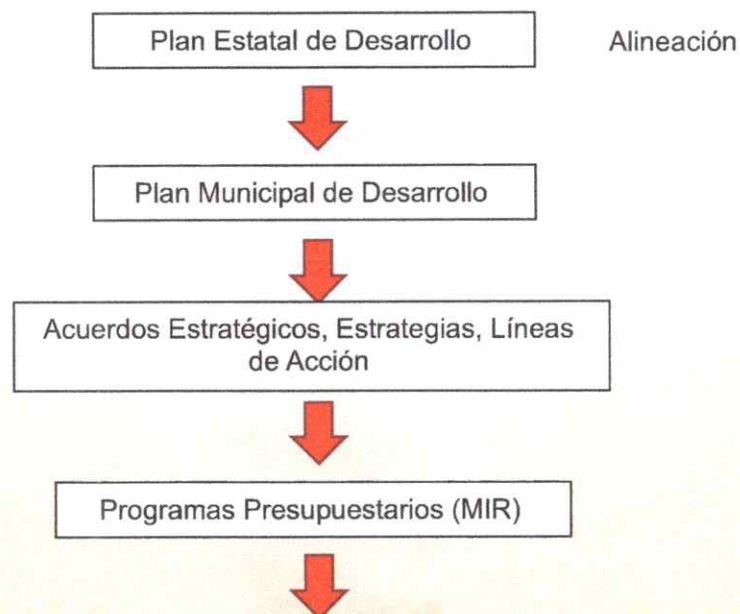 Plan Estatal de Desarrollo
Alineación
Plan Municipal de Desarrollo
Acuerdos Estratégicos, Estrategias, Líneas
de Acción
Programas Presupuestarios (MIR)